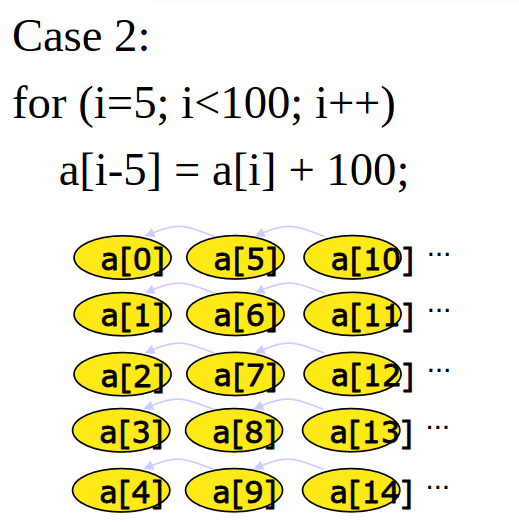 Case 2:
for (i=5; i<100; i++)
a[i-5] = a[i] + 100;
a[0] a[5] a[10] ...
a[1] a[6] a[11] ...
a[2] a[7] a[12] ...
a[3] a[8] a[13] ...
a[4] a[9] a[14] ...